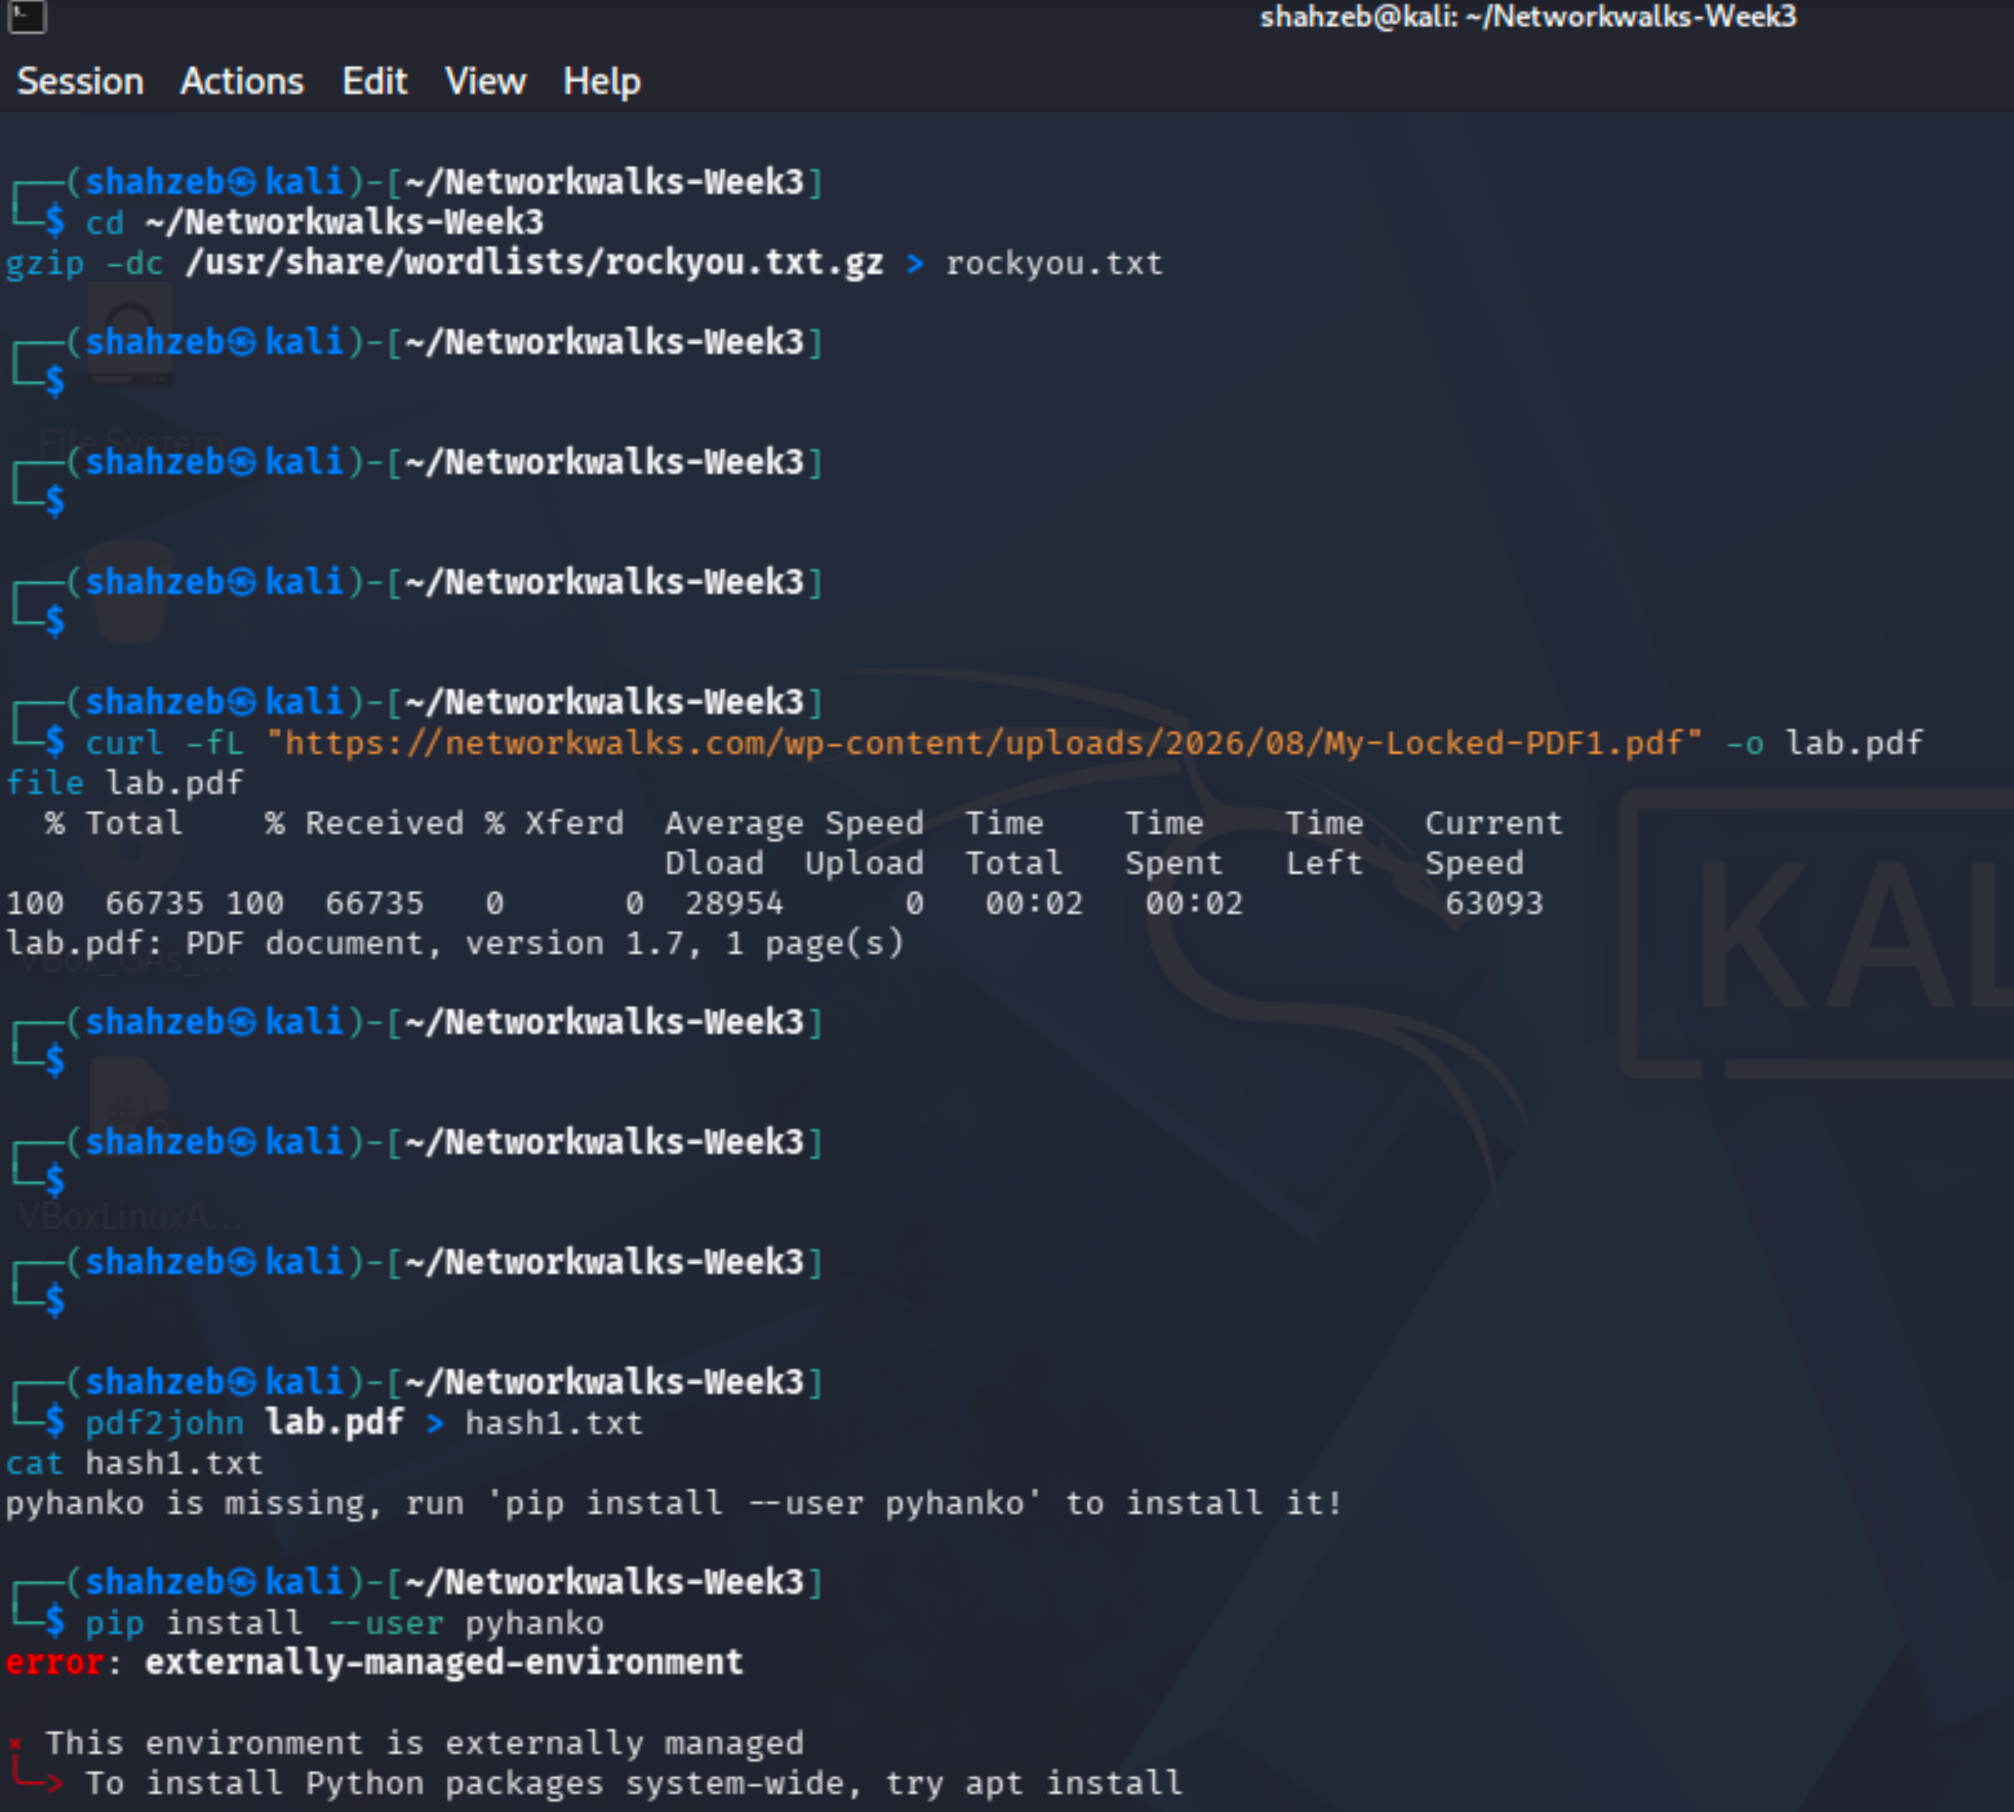 shahzeb@kali: ~/Networkwalks-Week3
Session Actions Edit View Help
┌──(shahzeb㉿kali)-[~/Networkwalks-Week3]
└─$ cd ~/Networkwalks-Week3
gzip -dc /usr/share/wordlists/rockyou.txt.gz > rockyou.txt
┌──(shahzeb㉿kali)-[~/Networkwalks-Week3]
└─$
File System
┌──(shahzeb㉿kali)-[~/Networkwalks-Week3]
└─$
┌──(shahzeb㉿kali)-[~/Networkwalks-Week3]
└─$
┌──(shahzeb㉿kali)-[~/Networkwalks-Week3]
└─$ curl -fL "https://networkwalks.com/wp-content/uploads/2026/08/My-Locked-PDF1.pdf" -o lab.pdf
file lab.pdf
% Total % Received % Xferd Average Speed Time Time Time Current
Dload Upload Total Spent Left Speed
100 66735 100 66735 0 0 28954 0 00:02 00:02 63093
KAL
lab.pdf: PDF document, version 1.7, 1 page(s)
VBox_GAs_...
┌──(shahzeb㉿kali)-[~/Networkwalks-Week3]
└─$
┌──(shahzeb㉿kali)-[~/Networkwalks-Week3]
└─$
VBoxLinuxA...
┌──(shahzeb㉿kali)-[~/Networkwalks-Week3]
└─$
┌──(shahzeb㉿kali)-[~/Networkwalks-Week3]
└─$ pdf2john lab.pdf > hash1.txt
cat hash1.txt
pyhanko is missing, run 'pip install --user pyhanko' to install it!
┌──(shahzeb㉿kali)-[~/Networkwalks-Week3]
└─$ pip install --user pyhanko
error: externally-managed-environment
× This environment is externally managed
╰─> To install Python packages system-wide, try apt install